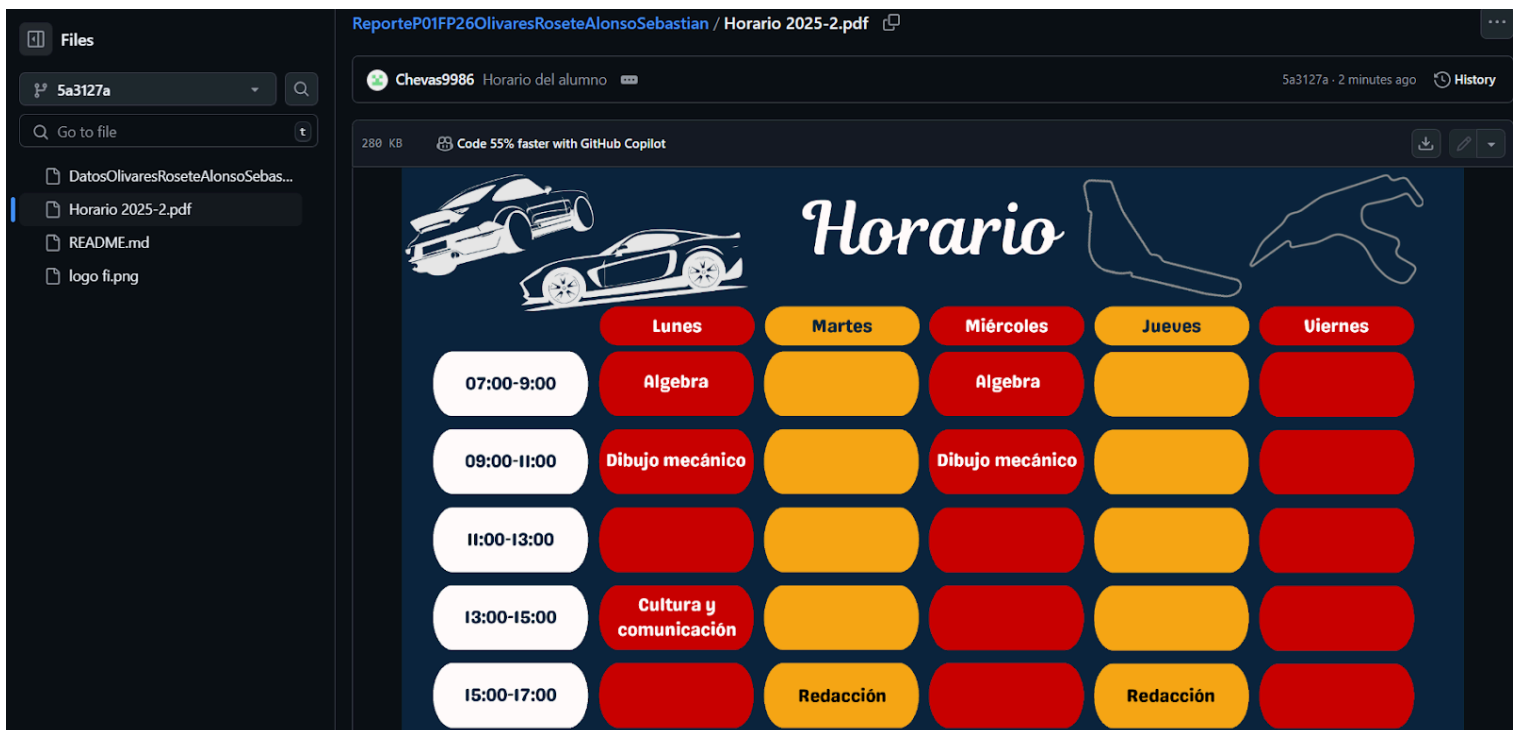 Files
5a3127a
Go to file
t
DatosOlivaresRoseteAlonsoSebas...
Horario 2025-2.pdf
README.md
logo fi.png
ReporteP01FP26OlivaresRoseteAlonsoSebastian / Horario 2025-2.pdf
Chevas9986 Horario del alumno
5a3127a · 2 minutes ago
History
280 KB
Code 55% faster with GitHub Copilot
Horario
Lunes Martes Miércoles Jueves Viernes
07:00-9:00 Algebra Algebra
09:00-11:00 Dibujo mecánico Dibujo mecánico
11:00-13:00
13:00-15:00 Cultura y
comunicación
15:00-17:00 Redacción Redacción